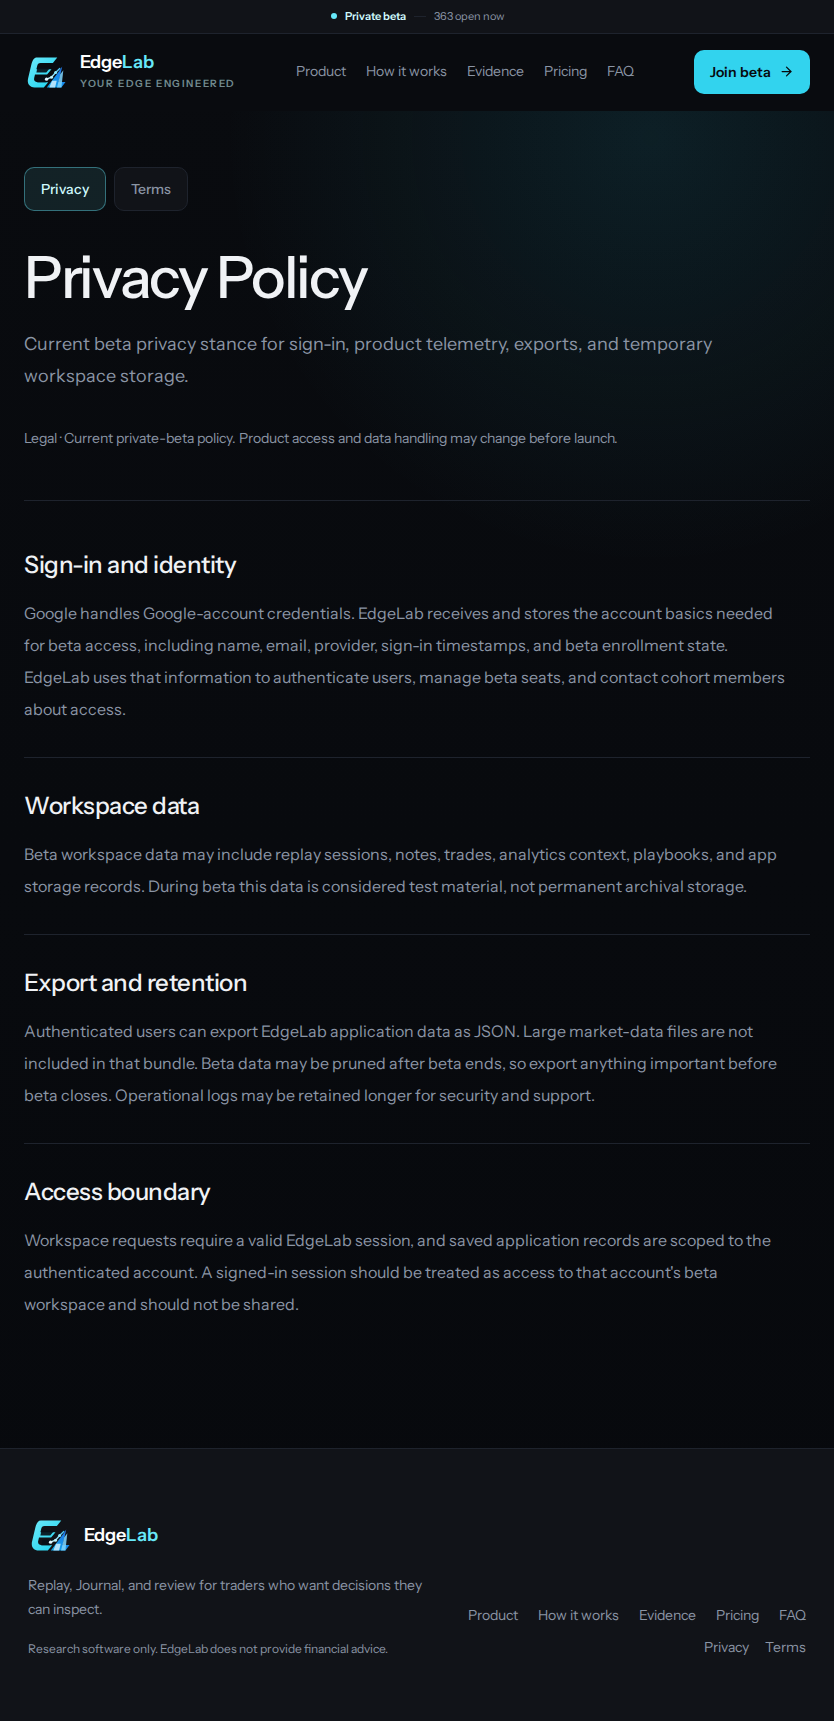 Private beta — 363 open now
EdgeLab
YOUR EDGE ENGINEERED
Product How it works Evidence Pricing FAQ
Join beta →
Privacy Terms
Privacy Policy
Current beta privacy stance for sign-in, product telemetry, exports, and temporary
workspace storage.
Legal · Current private-beta policy. Product access and data handling may change before launch.
Sign-in and identity
Google handles Google-account credentials. EdgeLab receives and stores the account basics needed
for beta access, including name, email, provider, sign-in timestamps, and beta enrollment state.
EdgeLab uses that information to authenticate users, manage beta seats, and contact cohort members
about access.
Workspace data
Beta workspace data may include replay sessions, notes, trades, analytics context, playbooks, and app
storage records. During beta this data is considered test material, not permanent archival storage.
Export and retention
Authenticated users can export EdgeLab application data as JSON. Large market-data files are not
included in that bundle. Beta data may be pruned after beta ends, so export anything important before
beta closes. Operational logs may be retained longer for security and support.
Access boundary
Workspace requests require a valid EdgeLab session, and saved application records are scoped to the
authenticated account. A signed-in session should be treated as access to that account's beta
workspace and should not be shared.
EdgeLab
Replay, Journal, and review for traders who want decisions they
can inspect.
Research software only. EdgeLab does not provide financial advice.
Product How it works Evidence Pricing FAQ
Privacy Terms